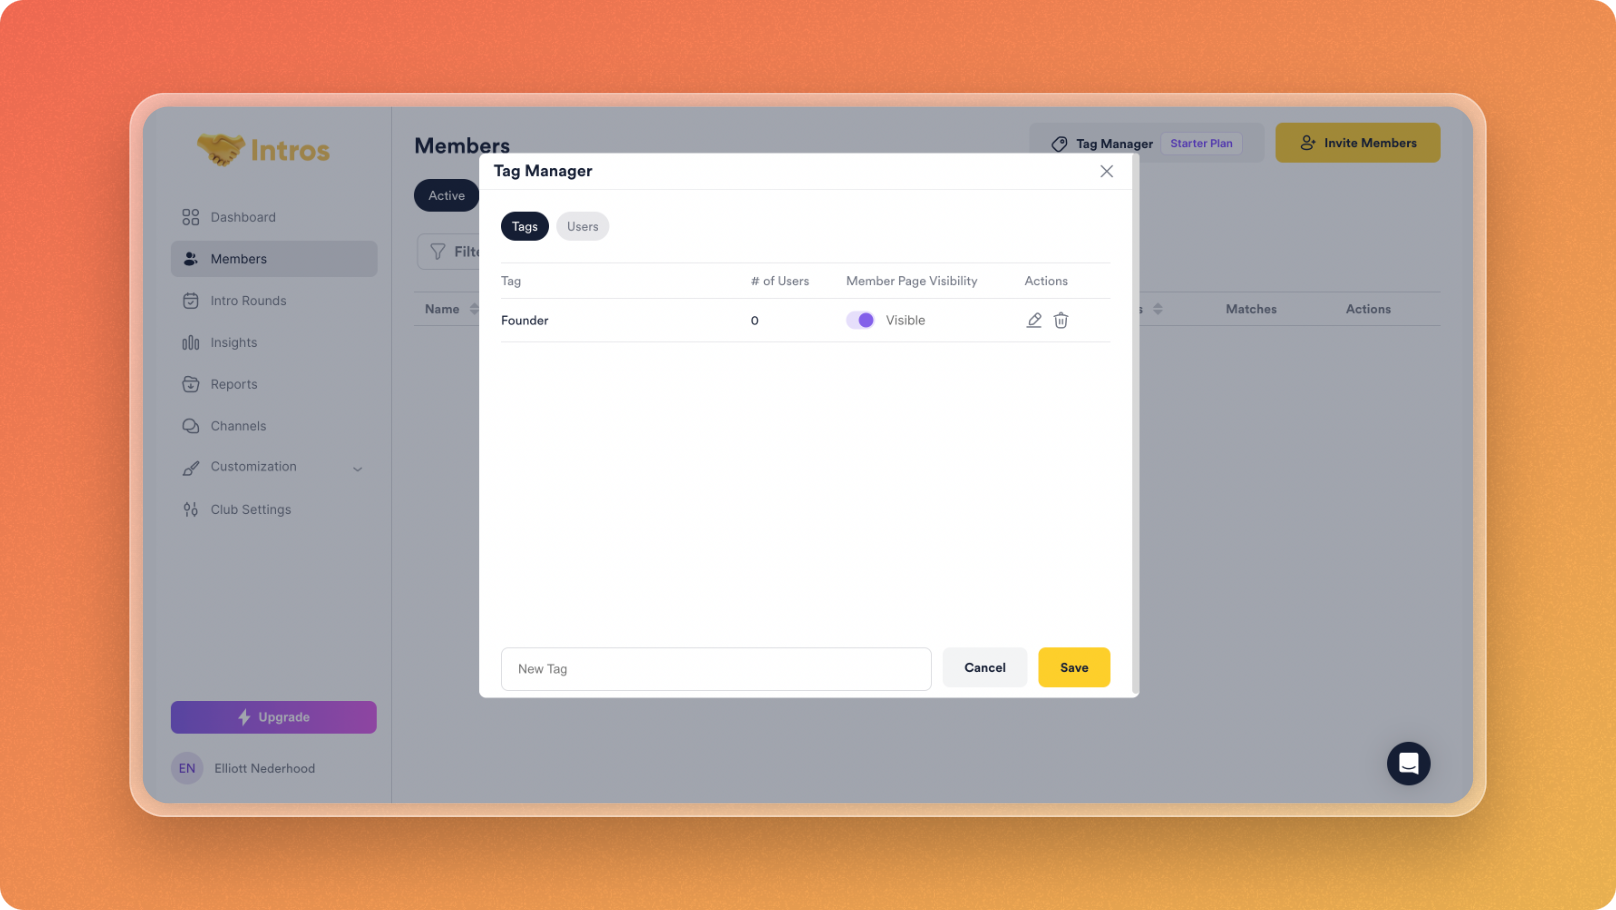 Intros
Dashboard
Members
Intro Rounds
Insights
Reports
Channels
Customization
Club Settings
Upgrade
EN
Elliott Nederhood
Members
Tag Manager
Starter Plan
Invite Members
Active
Name
Matches
Actions
Tag Manager
Tags
Users
Tag
# of Users
Member Page Visibility
Actions
Founder
0
Visible
New Tag
Cancel
Save